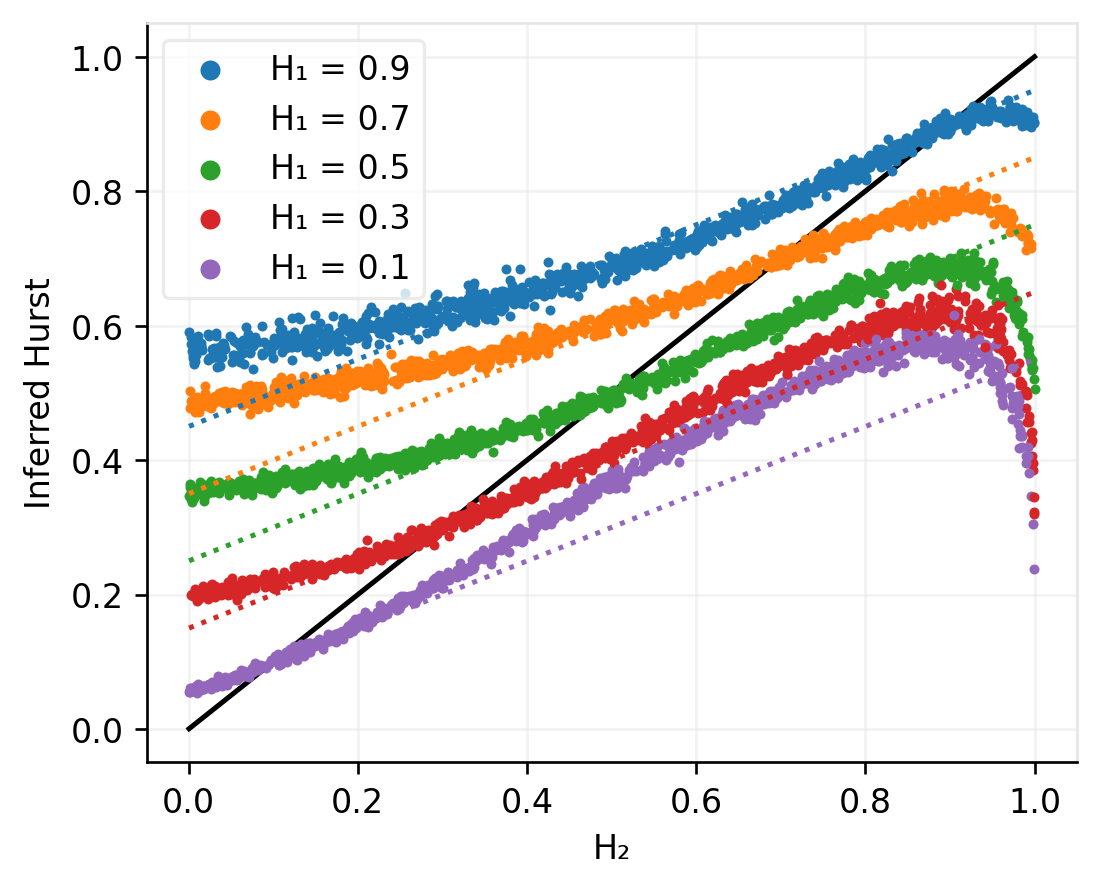 1.0
0.8
0.6
0.4
0.2
0.0
Inferred Hurst
H₁ = 0.9
H₁ = 0.7
H₁ = 0.5
H₁ = 0.3
H₁ = 0.1
0.0 0.2 0.4 0.6 0.8 1.0
H₂